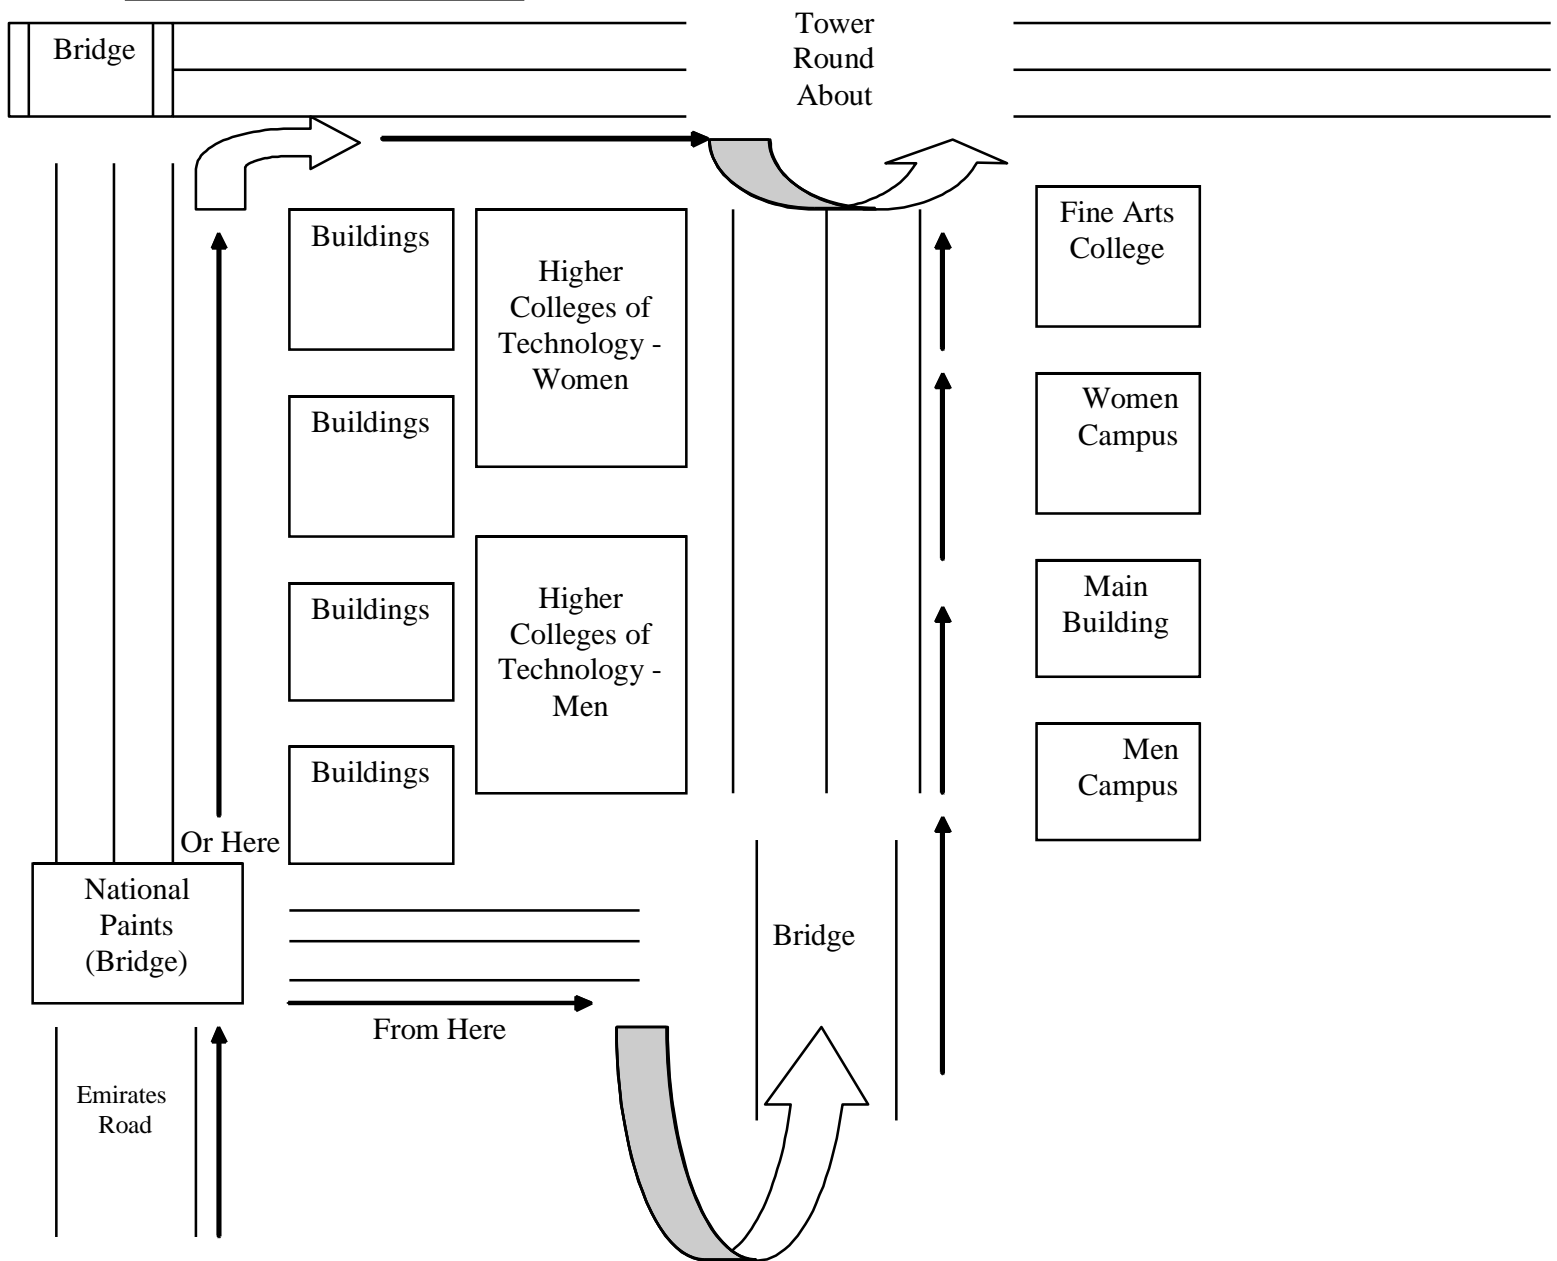 Bridge
Tower
Round
About
Buildings
Higher
Colleges of
Technology -
Women
Fine Arts
College
Buildings
Women
Campus
Buildings
Higher
Colleges of
Technology -
Men
Main
Building
Buildings
Men
Campus
Or Here
National
Paints
(Bridge)
Bridge
From Here
Emirates
Road